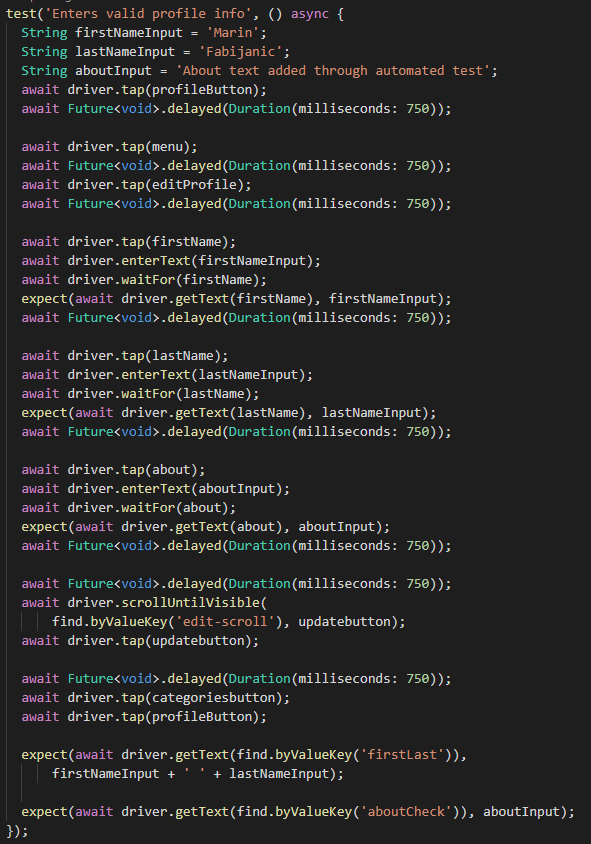 test('Enters valid profile info', () async {
  String firstNameInput = 'Marin';
  String lastNameInput = 'Fabijanic';
  String aboutInput = 'About text added through automated test';
  await driver.tap(profileButton);
  await Future<void>.delayed(Duration(milliseconds: 750));

  await driver.tap(menu);
  await Future<void>.delayed(Duration(milliseconds: 750));
  await driver.tap(editProfile);
  await Future<void>.delayed(Duration(milliseconds: 750));

  await driver.tap(firstName);
  await driver.enterText(firstNameInput);
  await driver.waitFor(firstName);
  expect(await driver.getText(firstName), firstNameInput);
  await Future<void>.delayed(Duration(milliseconds: 750));

  await driver.tap(lastName);
  await driver.enterText(lastNameInput);
  await driver.waitFor(lastName);
  expect(await driver.getText(lastName), lastNameInput);
  await Future<void>.delayed(Duration(milliseconds: 750));

  await driver.tap(about);
  await driver.enterText(aboutInput);
  await driver.waitFor(about);
  expect(await driver.getText(about), aboutInput);
  await Future<void>.delayed(Duration(milliseconds: 750));

  await Future<void>.delayed(Duration(milliseconds: 750));
  await driver.scrollUntilVisible(
      find.byValueKey('edit-scroll'), updatebutton);
  await driver.tap(updatebutton);

  await Future<void>.delayed(Duration(milliseconds: 750));
  await driver.tap(categoriesbutton);
  await driver.tap(profileButton);

  expect(await driver.getText(find.byValueKey('firstLast')),
      firstNameInput + ' ' + lastNameInput);

  expect(await driver.getText(find.byValueKey('aboutCheck')), aboutInput);
});